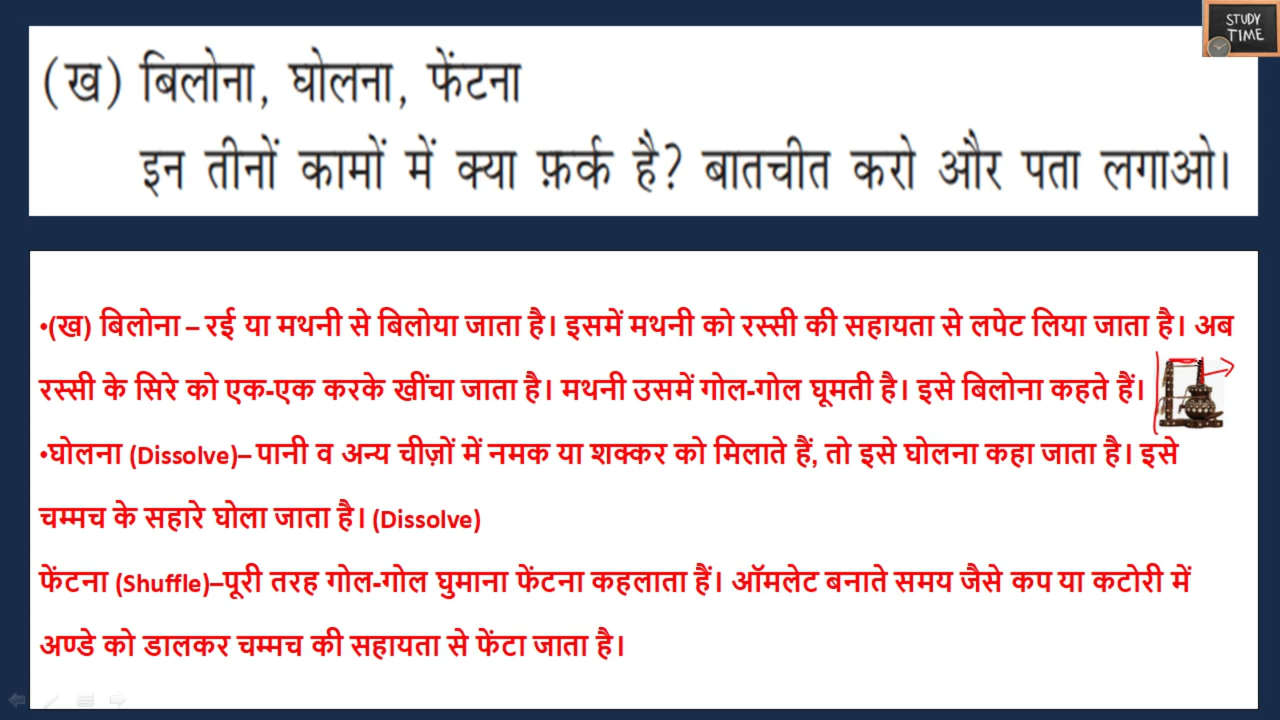 STUDY
TIME
(ख) बिलोना, घोलना, फेंटना
इन तीनों कामों में क्या फ़र्क है? बातचीत करो और पता लगाओ।
•(ख) बिलोना – रई या मथनी से बिलोया जाता है। इसमें मथनी को रस्सी की सहायता से लपेट लिया जाता है। अब
रस्सी के सिरे को एक-एक करके खींचा जाता है। मथनी उसमें गोल-गोल घूमती है। इसे बिलोना कहते हैं।
•घोलना (Dissolve)– पानी व अन्य चीज़ों में नमक या शक्कर को मिलाते हैं, तो इसे घोलना कहा जाता है। इसे
चम्मच के सहारे घोला जाता है। (Dissolve)
फेंटना (Shuffle)–पूरी तरह गोल-गोल घुमाना फेंटना कहलाता हैं। ऑमलेट बनाते समय जैसे कप या कटोरी में
अण्डे को डालकर चम्मच की सहायता से फेंटा जाता है।